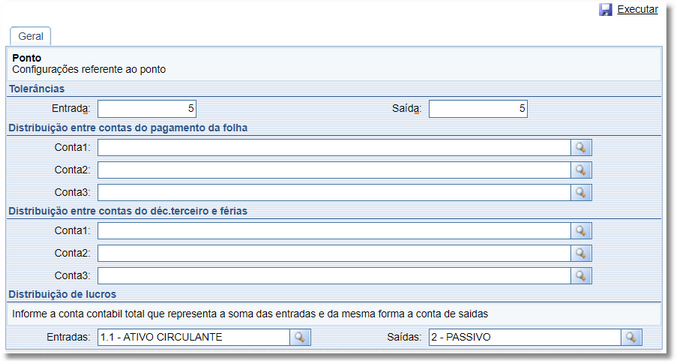 Executar
Geral
Ponto
Configurações referente ao ponto
Tolerâncias
Entrada: 5 Saída: 5
Distribuição entre contas do pagamento da folha
Conta1:
Conta2:
Conta3:
Distribuição entre contas do déc.terceiro e férias
Conta1:
Conta2:
Conta3:
Distribuição de lucros
Informe a conta contabil total que representa a soma das entradas e da mesma forma a conta de saidas
Entradas: 1.1 - ATIVO CIRCULANTE Saídas: 2 - PASSIVO